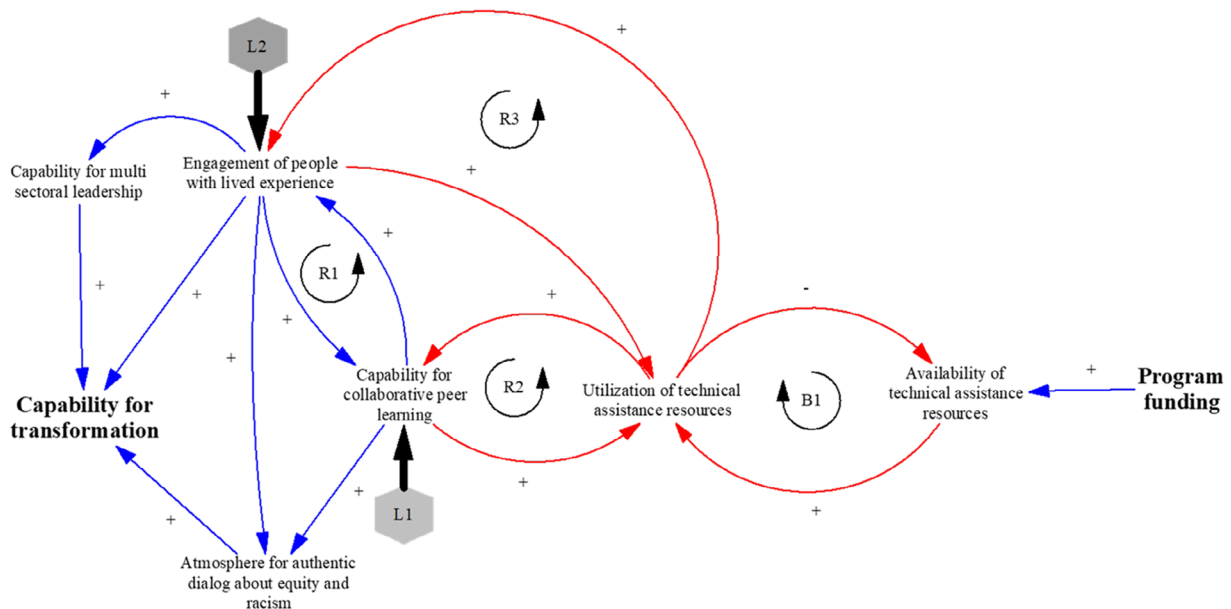 L2
+
+
R3
Capability for multi
sectoral leadership
Engagement of people
with lived experience
+
+
R1
+
+
+
+
+
-
Capability for
collaborative peer
learning
R2
Utilization of technical
assistance resources
B1
Availability of
technical assistance
resources
+
Program
funding
Capability for
transformation
+
+
+
+
L1
Atmosphere for authentic
dialog about equity and
racism
+